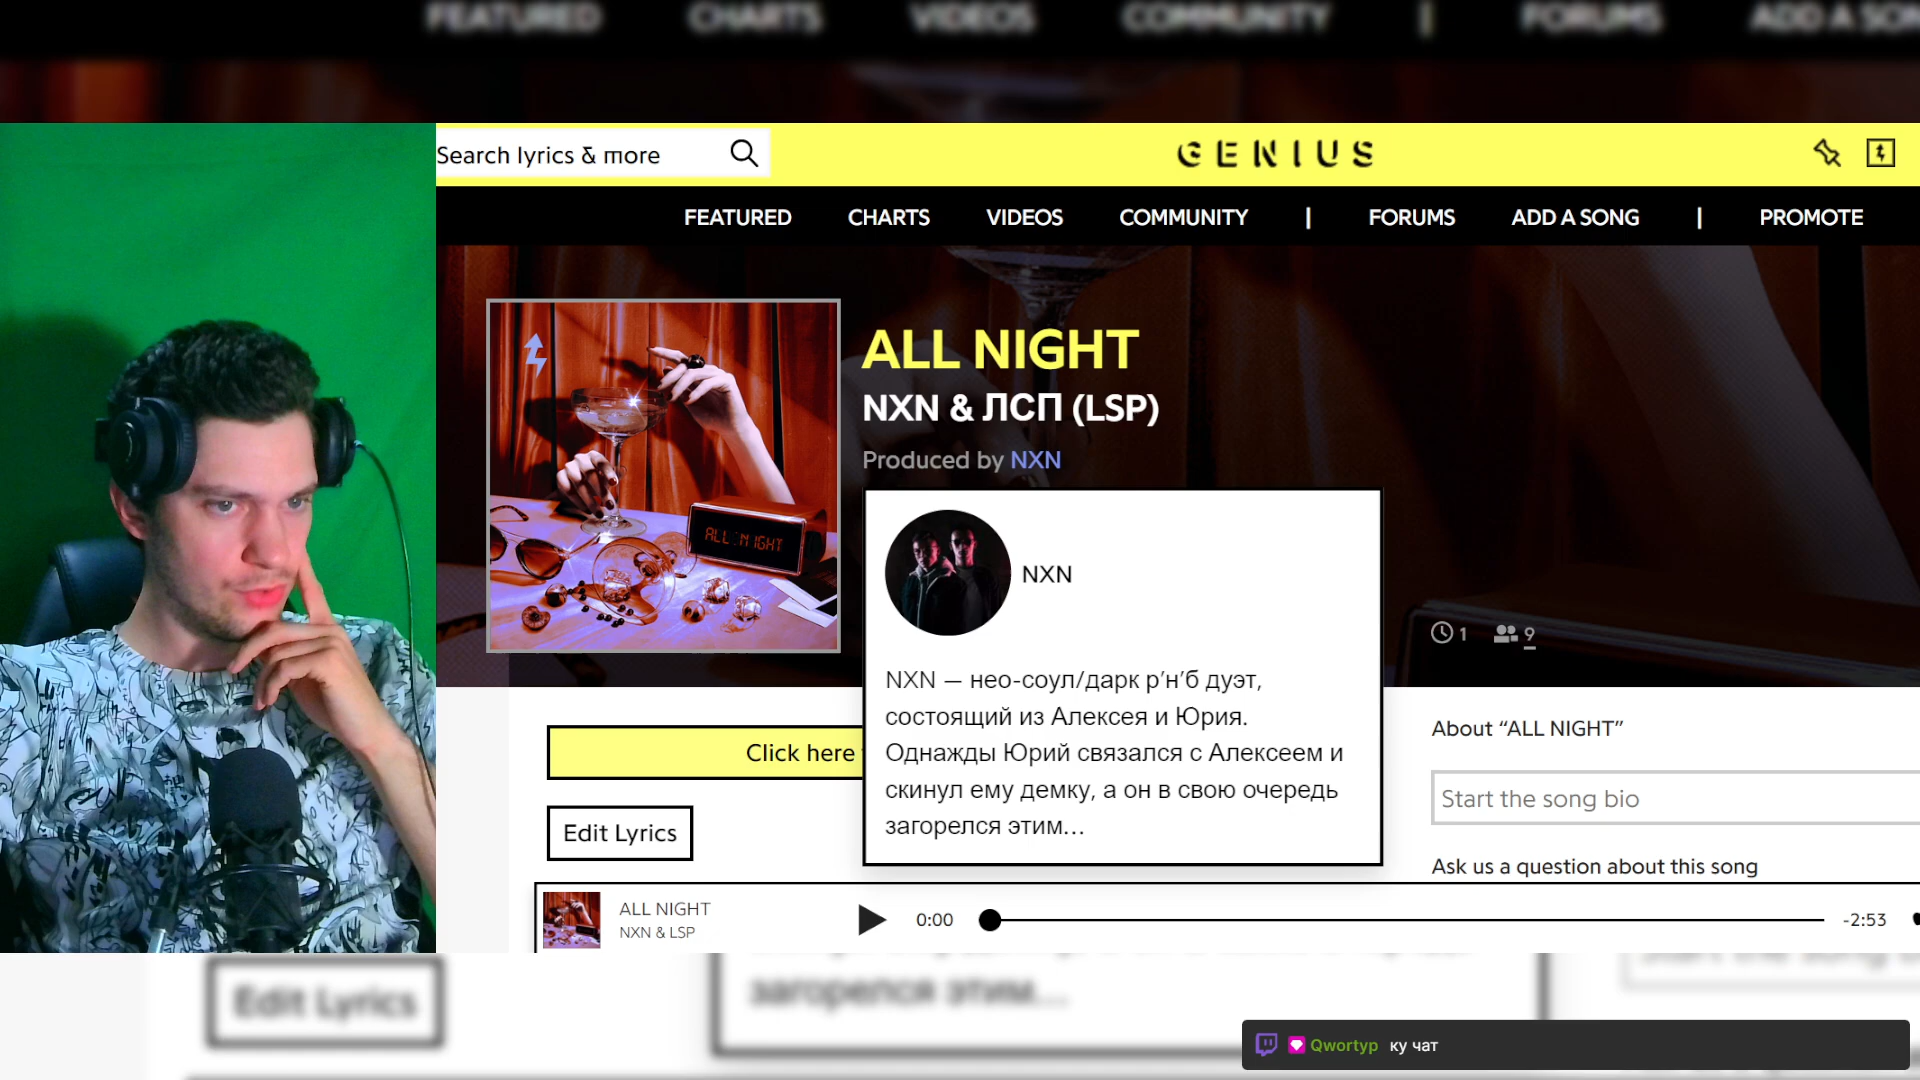 FEATURED CHARTS VIDEOS COMMUNITY | FORUMS ADD A SON
Search lyrics & more
GENIUS
FEATURED CHARTS VIDEOS COMMUNITY | FORUMS ADD A SONG | PROMOTE
ALL NIGHT
ALL NIGHT
NXN & ЛСП (LSP)
Produced by NXN
NXN
1 9
NXN — нео-соул/дарк р’н’б дуэт,
состоящий из Алексея и Юрия.
Однажды Юрий связался с Алексеем и
скинул ему демку, а он в свою очередь
загорелся этим...
About “ALL NIGHT”
Click here
Start the song bio
Edit Lyrics
Ask us a question about this song
ALL NIGHT
NXN & LSP
0:00
-2:53
Edit Lyrics
загорелся этим...
Qwortyp ку чат